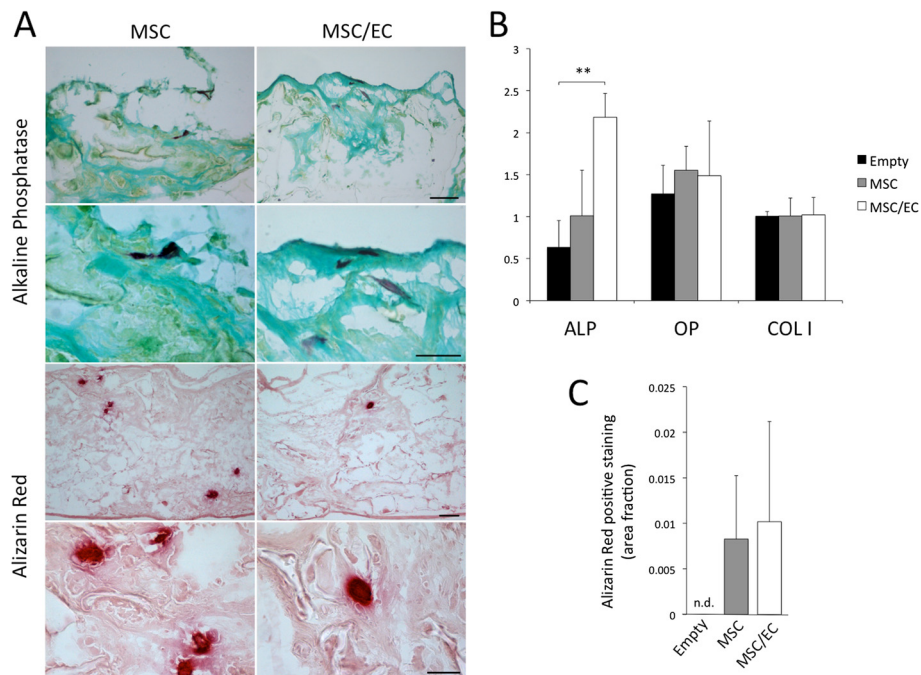 A
MSC
MSC/EC
Alkaline Phosphatase
Alizarin Red
B
3
2.5
2
1.5
1
0.5
0
**
ALP
OP
COL I
Empty
MSC
MSC/EC
C
Alizarin Red positive staining
(area fraction)
0.025
0.02
0.015
0.01
0.005
0
n.d.
Empty
MSC
MSC/EC